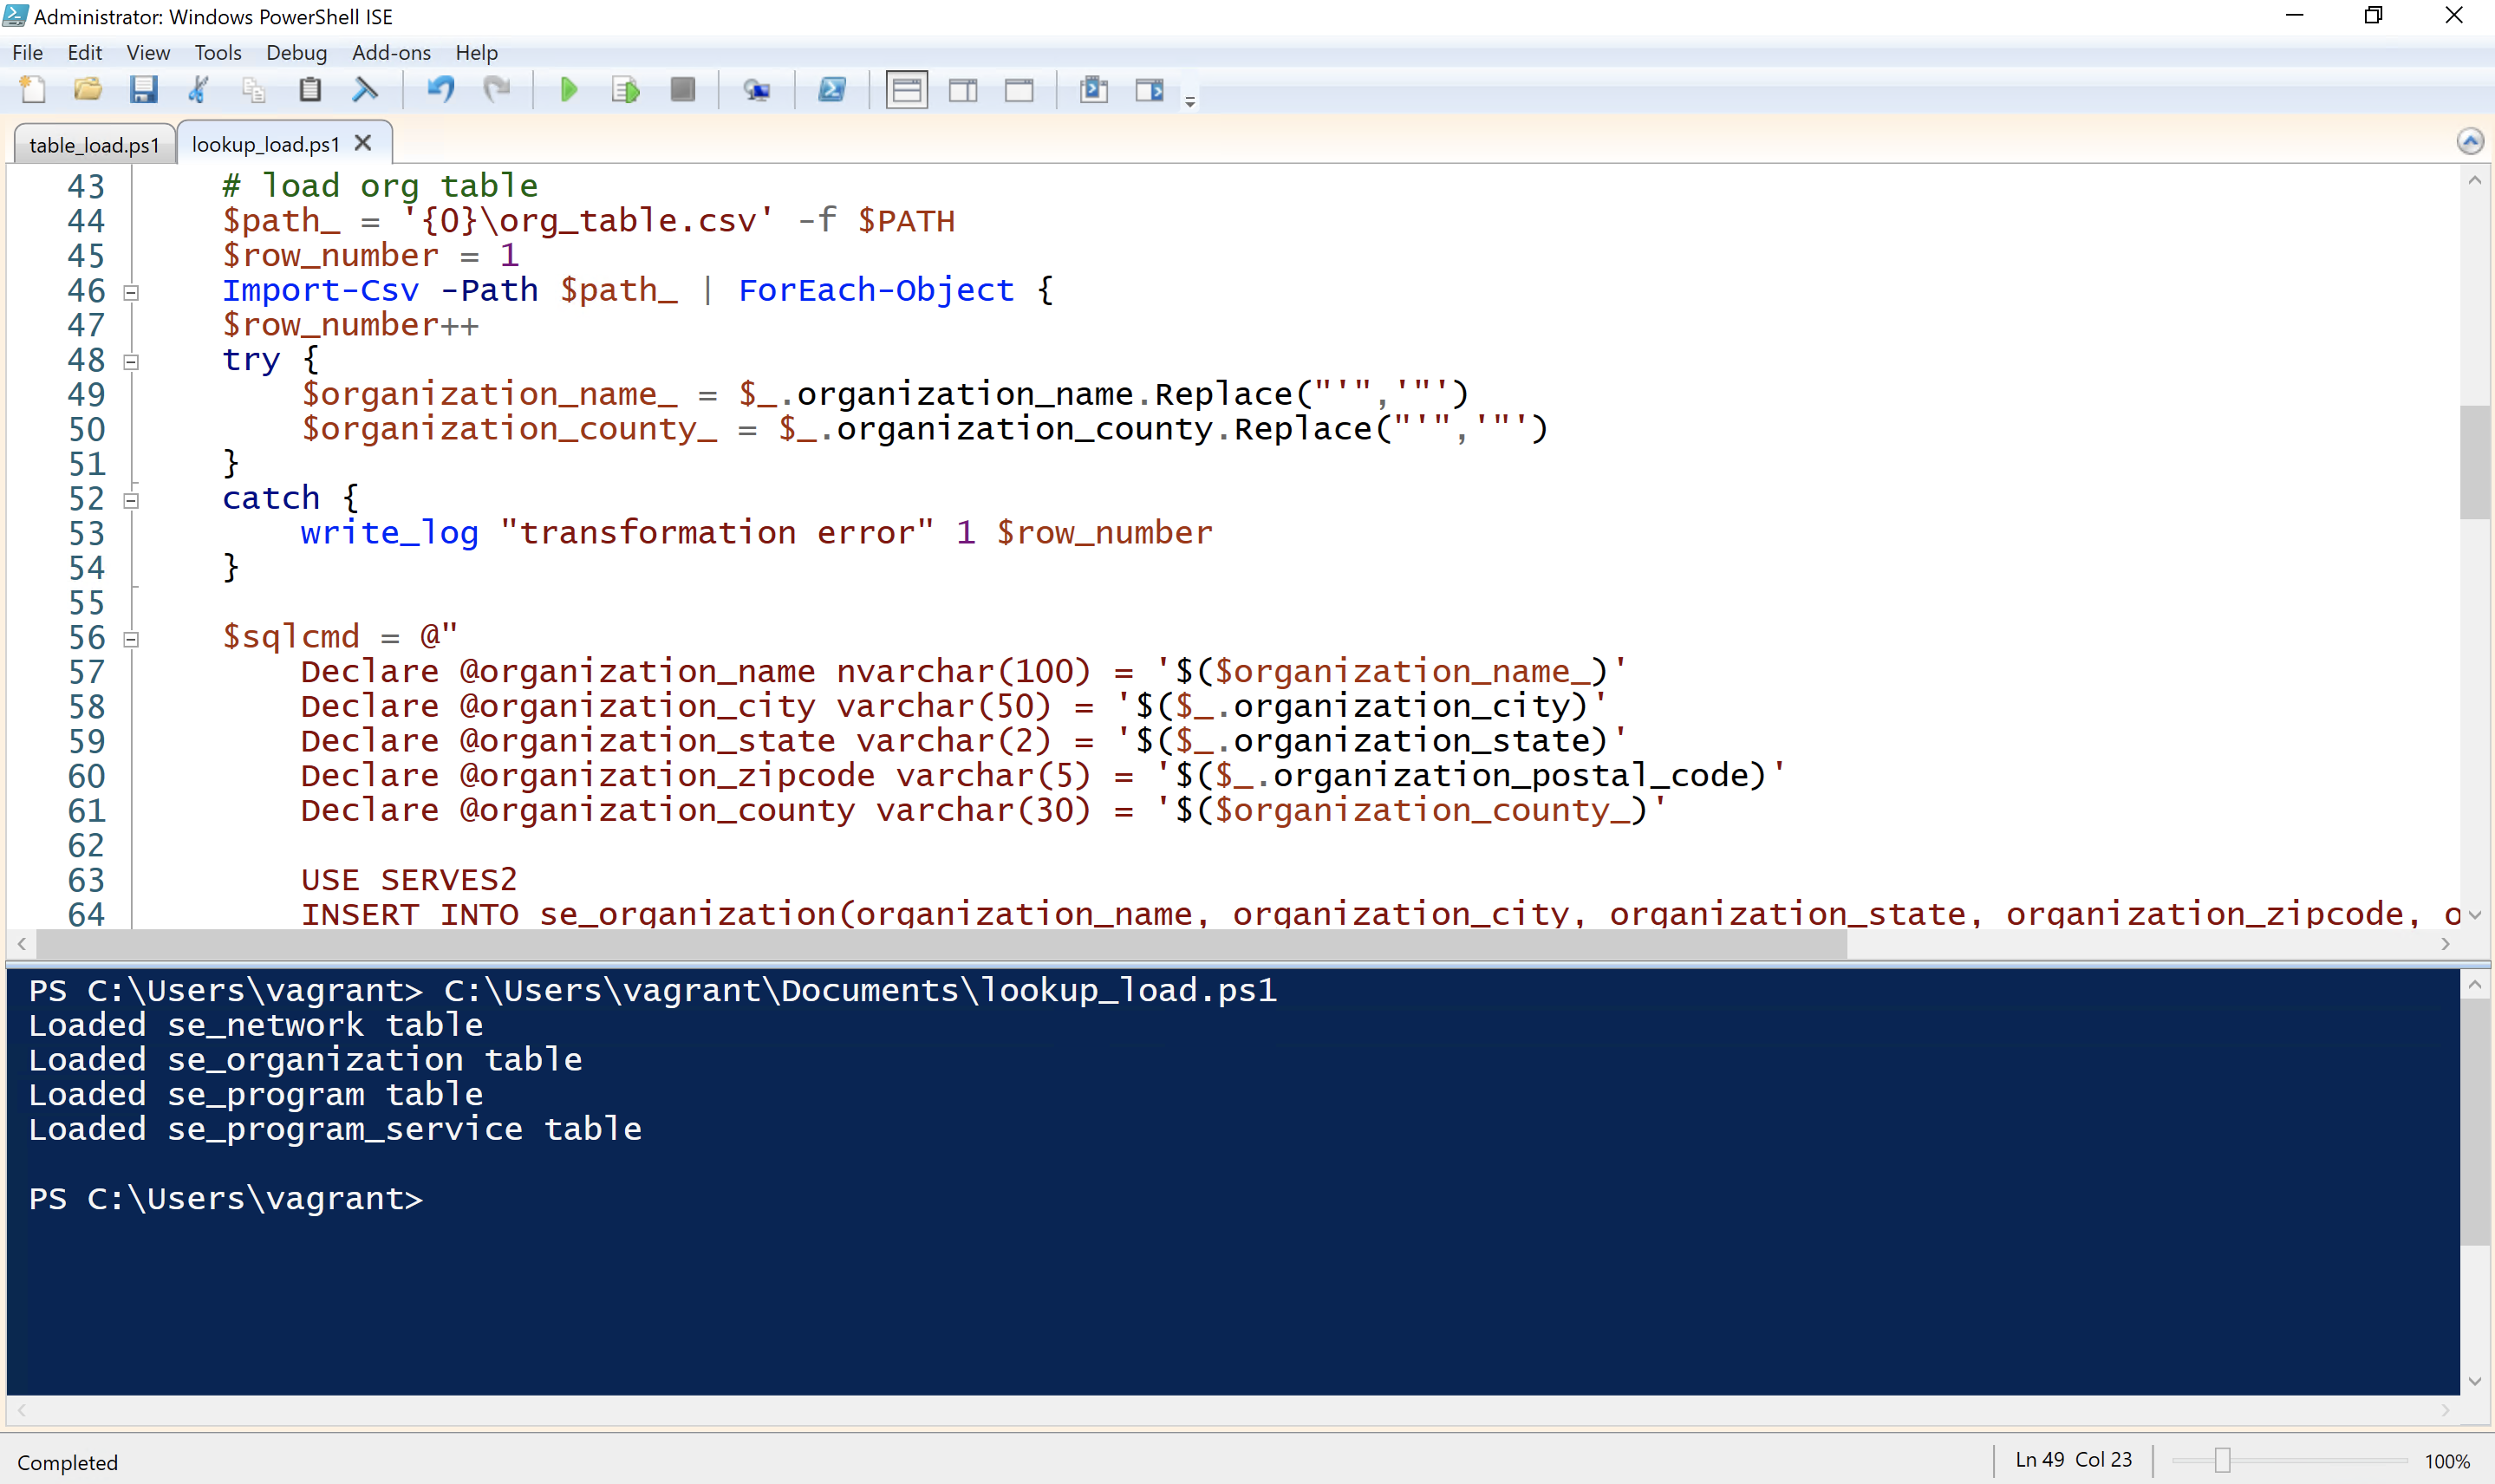 Administrator: Windows PowerShell ISE
File Edit View Tools Debug Add-ons Help
table_load.ps1 lookup_load.ps1
43 # load org table
44 $path_ = '{0}\org_table.csv' -f $PATH
45 $row_number = 1
46 Import-Csv -Path $path_ | ForEach-Object {
47 $row_number++
48 try {
49 $organization_name_ = $_.organization_name.Replace("'",'"')
50 $organization_county_ = $_.organization_county.Replace("'",'"')
51 }
52 catch {
53 write_log "transformation error" 1 $row_number
54 }
55
56 $sqlcmd = @"
57 Declare @organization_name nvarchar(100) = '$($organization_name_)'
58 Declare @organization_city varchar(50) = '$($_.organization_city)'
59 Declare @organization_state varchar(2) = '$($_.organization_state)'
60 Declare @organization_zipcode varchar(5) = '$($_.organization_postal_code)'
61 Declare @organization_county varchar(30) = '$($organization_county_)'
62
63 USE SERVES2
64 INSERT INTO se_organization(organization_name, organization_city, organization_state, organization_zipcode, o
PS C:\Users\vagrant> C:\Users\vagrant\Documents\lookup_load.ps1
Loaded se_network table
Loaded se_organization table
Loaded se_program table
Loaded se_program_service table
PS C:\Users\vagrant>
Completed Ln 49 Col 23 100%